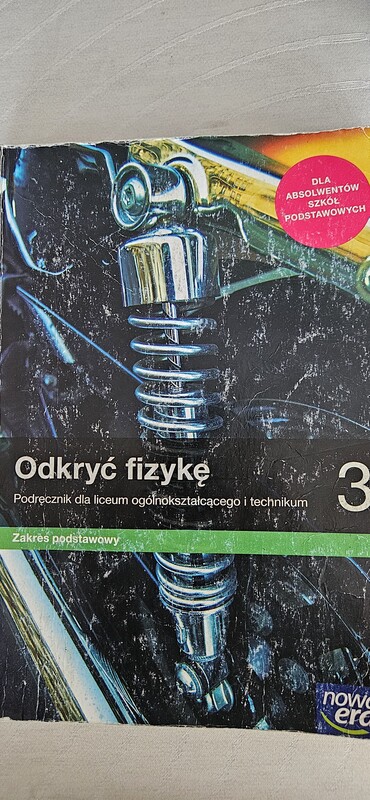 DLA
ABSOLWENTÓW
SZKÓŁ
PODSTAWOWYCH
Odkryć fizykę
3
Podręcznik dla liceum ogólnokształcącego i technikum
Zakres podstawowy
nowa
era